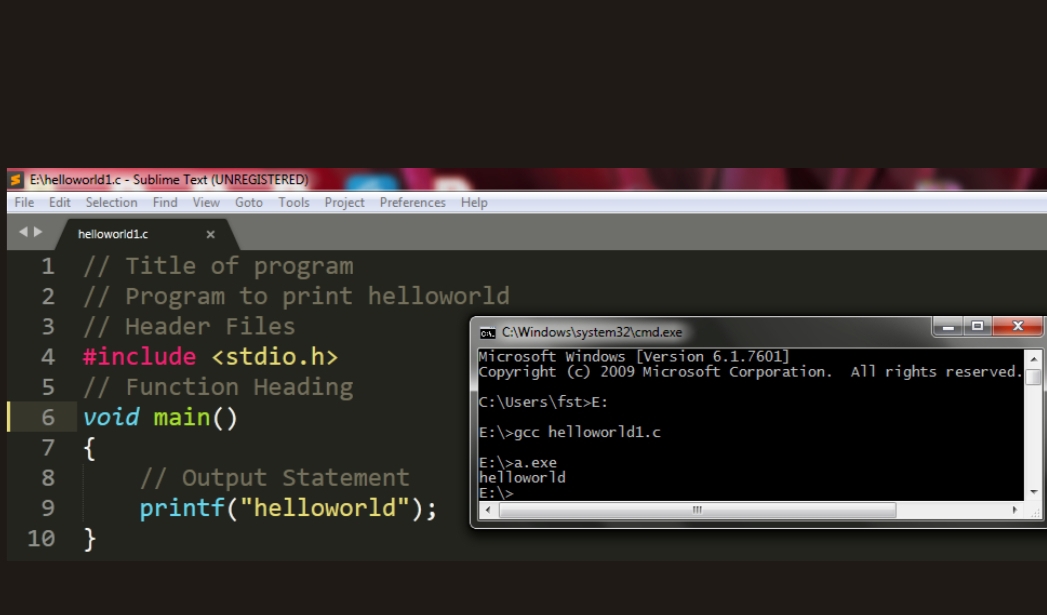 E:\helloworld1.c - Sublime Text (UNREGISTERED)
File Edit Selection Find View Goto Tools Project Preferences Help
helloworld1.c ×
1 // Title of program
2 // Program to print helloworld
3 // Header Files
4 #include <stdio.h>
5 // Function Heading
6 void main()
7 {
8 // Output Statement
9 printf("helloworld");
10 }
C:\Windows\system32\cmd.exe
Microsoft Windows [Version 6.1.7601]
Copyright (c) 2009 Microsoft Corporation. All rights reserved.
C:\Users\fst>E:
E:\>gcc helloworld1.c
E:\>a.exe
helloworld
E:\>